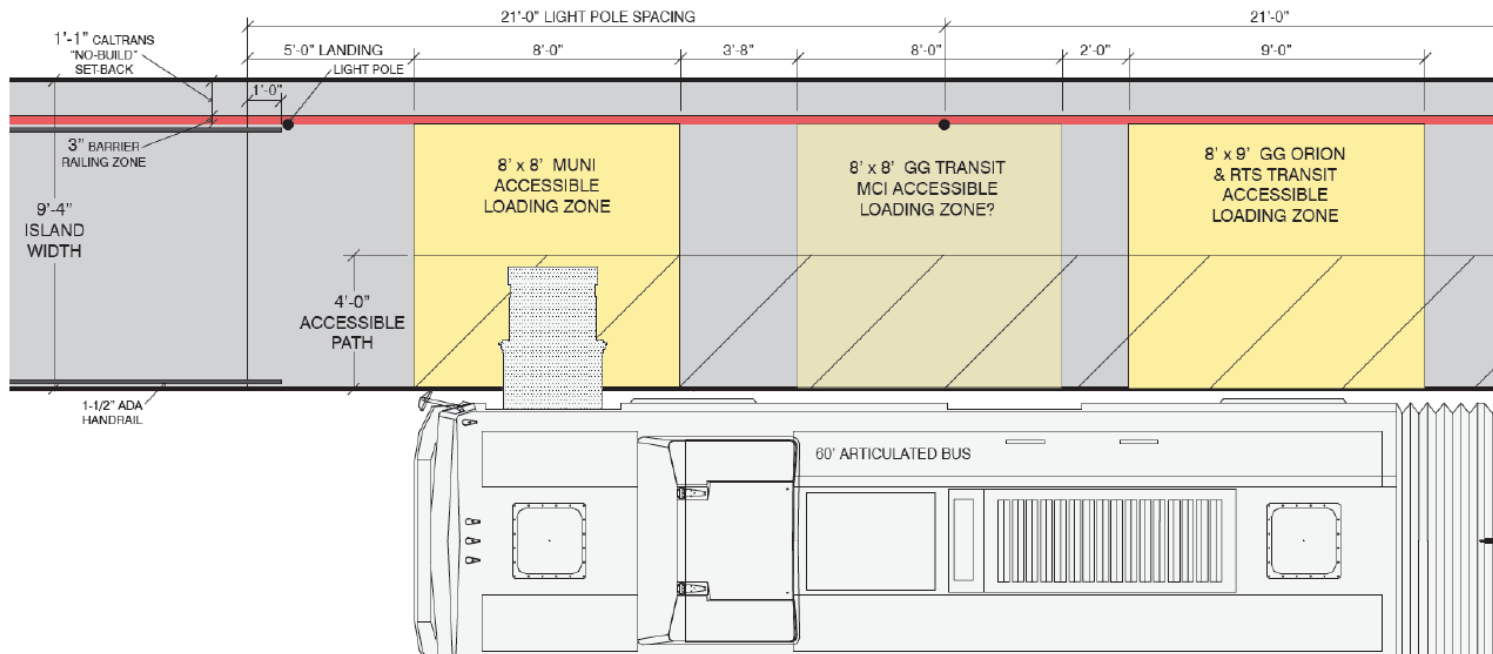 21'-0" LIGHT POLE SPACING
21'-0"
1'-1" CALTRANS
"NO-BUILD"
SET-BACK
5'-0" LANDING
8'-0"
3'-8"
8'-0"
2'-0"
9'-0"
LIGHT POLE
1'-0"
3" BARRIER
RAILING ZONE
9'-4"
ISLAND
WIDTH
8' x 8' MUNI
ACCESSIBLE
LOADING ZONE
8' x 8' GG TRANSIT
MCI ACCESSIBLE
LOADING ZONE?
8' x 9' GG ORION
& RTS TRANSIT
ACCESSIBLE
LOADING ZONE
4'-0"
ACCESSIBLE
PATH
1-1/2" ADA
HANDRAIL
60' ARTICULATED BUS